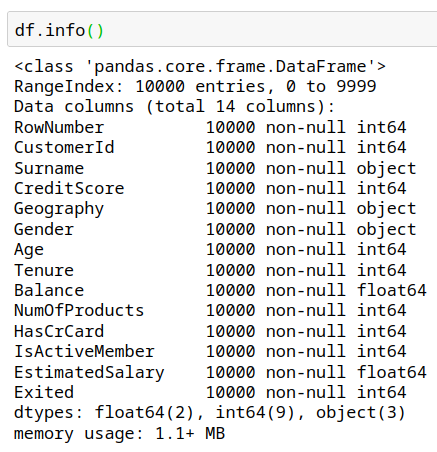 df.info()
<class 'pandas.core.frame.DataFrame'>
RangeIndex: 10000 entries, 0 to 9999
Data columns (total 14 columns):
RowNumber          10000 non-null int64
CustomerId         10000 non-null int64
Surname            10000 non-null object
CreditScore        10000 non-null int64
Geography          10000 non-null object
Gender             10000 non-null object
Age                10000 non-null int64
Tenure             10000 non-null int64
Balance            10000 non-null float64
NumOfProducts      10000 non-null int64
HasCrCard          10000 non-null int64
IsActiveMember     10000 non-null int64
EstimatedSalary    10000 non-null float64
Exited             10000 non-null int64
dtypes: float64(2), int64(9), object(3)
memory usage: 1.1+ MB